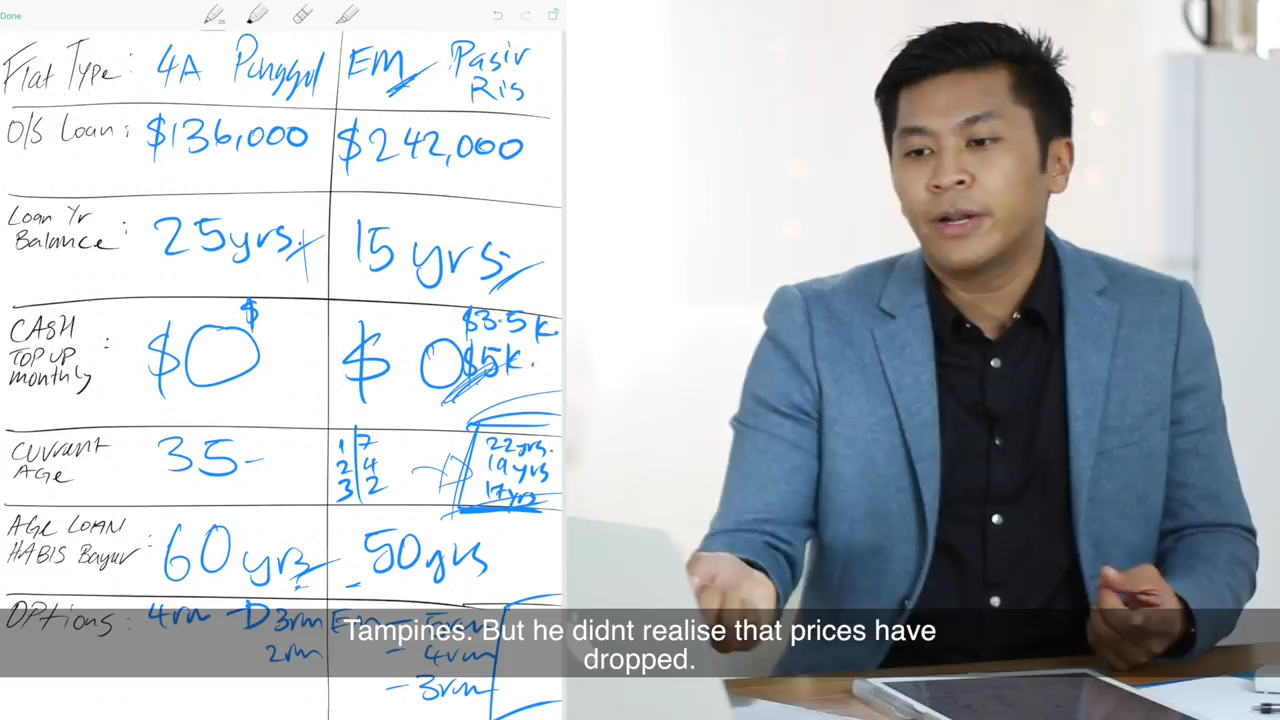 Done
Flat Type: 4A Punggol EM Pasir
Ris
O/S Loan: $136,000 $242,000
Loan Yr
Balance: 25yrs. 15 yrs
CASH
TOP UP
monthly : $0 $ $0 $3.5k
$5k.
Current
AGE 35- 1 7
2 4
3 2
22yrs.
19yrs
17yrs
AGE LOAN
HABIS Bayar : 60 yrs 50yrs
OPtions: 4rm 3rm
2rm
- 4rm
- 3rm
Tampines. But he didnt realise that prices have
dropped.